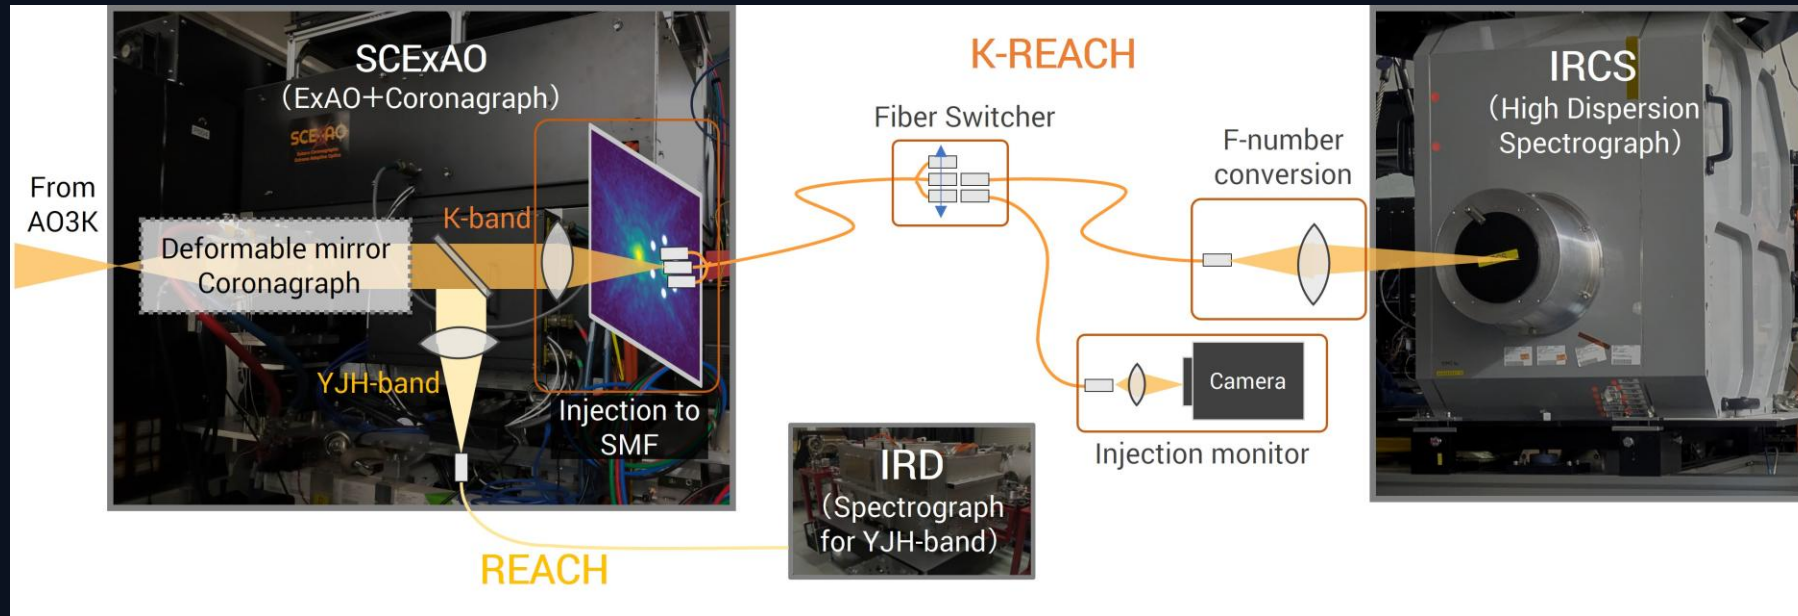 SCExAO
（ExAO＋Coronagraph）
SCExAO
From
AO3K
Deformable mirror
Coronagraph
K-band
YJH-band
Injection to
SMF
REACH
IRD
（Spectrograph
for YJH-band）
K-REACH
Fiber Switcher
F-number
conversion
Camera
Injection monitor
IRCS
（High Dispersion
Spectrograph）